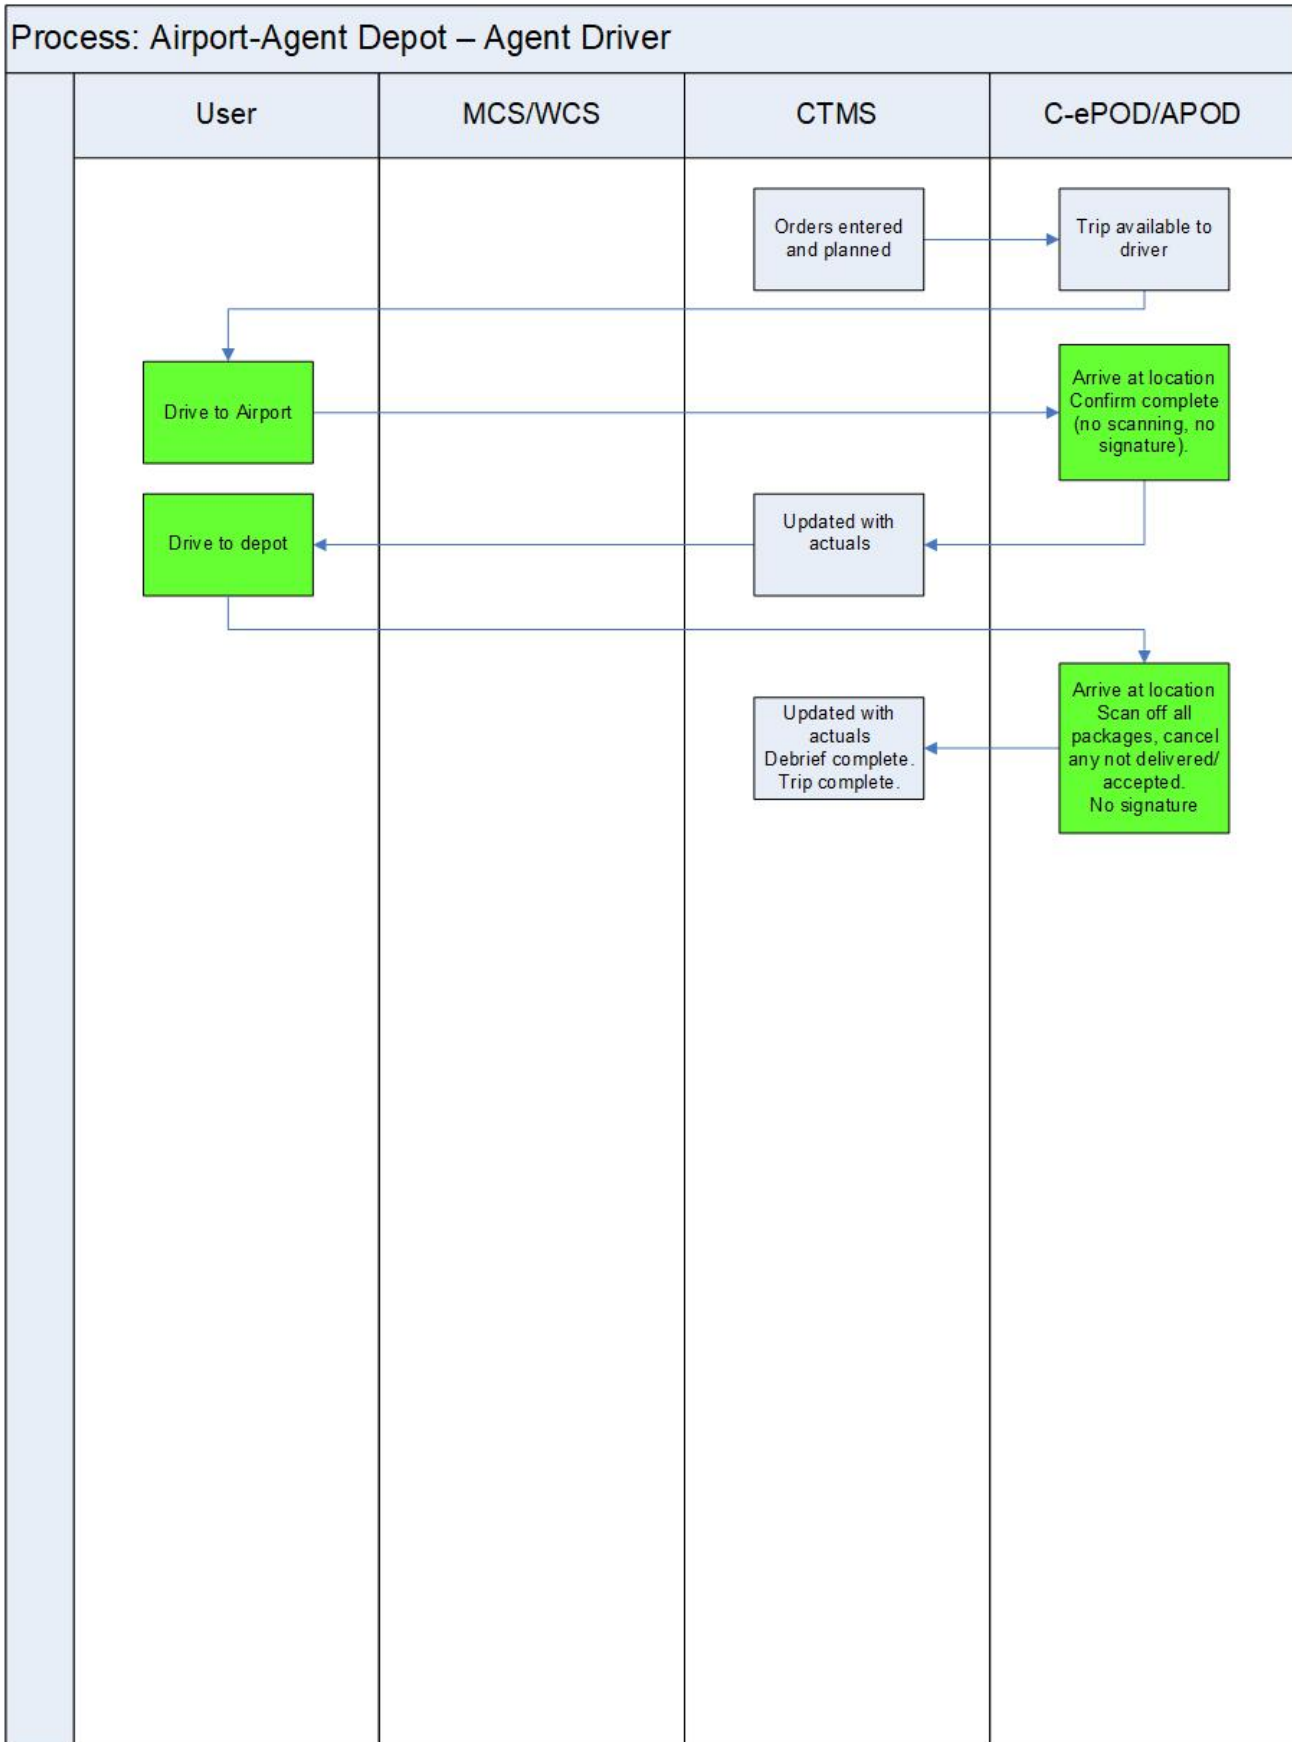 Process: Airport-Agent Depot – Agent Driver
User
MCS/WCS
CTMS
C-ePOD/APOD
Orders entered
and planned
Trip available to
driver
Drive to Airport
Arrive at location
Confirm complete
(no scanning, no
signature).
Drive to depot
Updated with
actuals
Updated with
actuals
Debrief complete.
Trip complete.
Arrive at location
Scan off all
packages, cancel
any not delivered/
accepted.
No signature